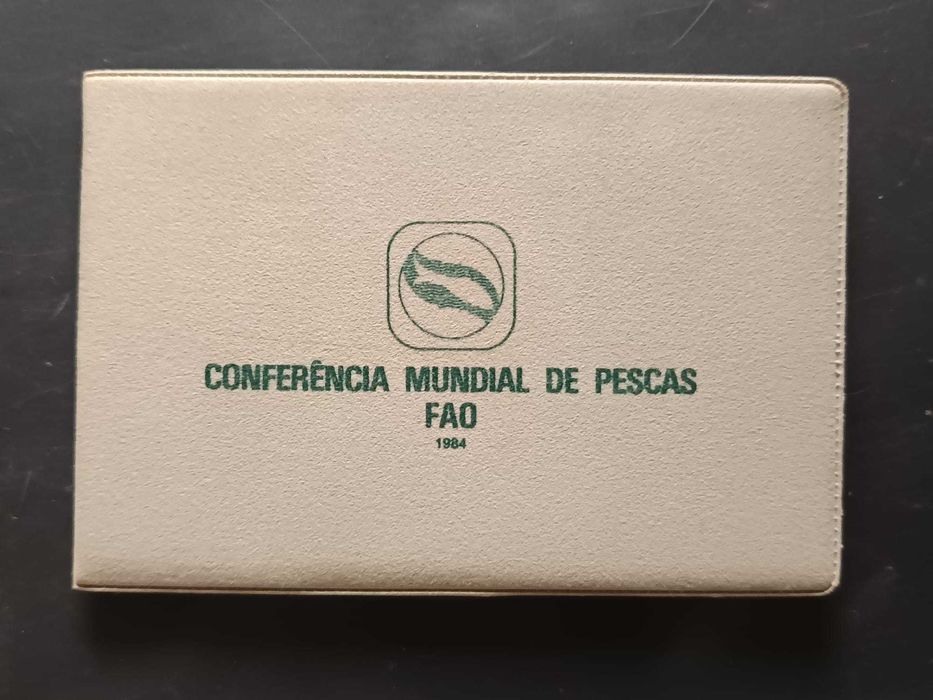 CONFERÊNCIA MUNDIAL DE PESCAS
FAO
1984